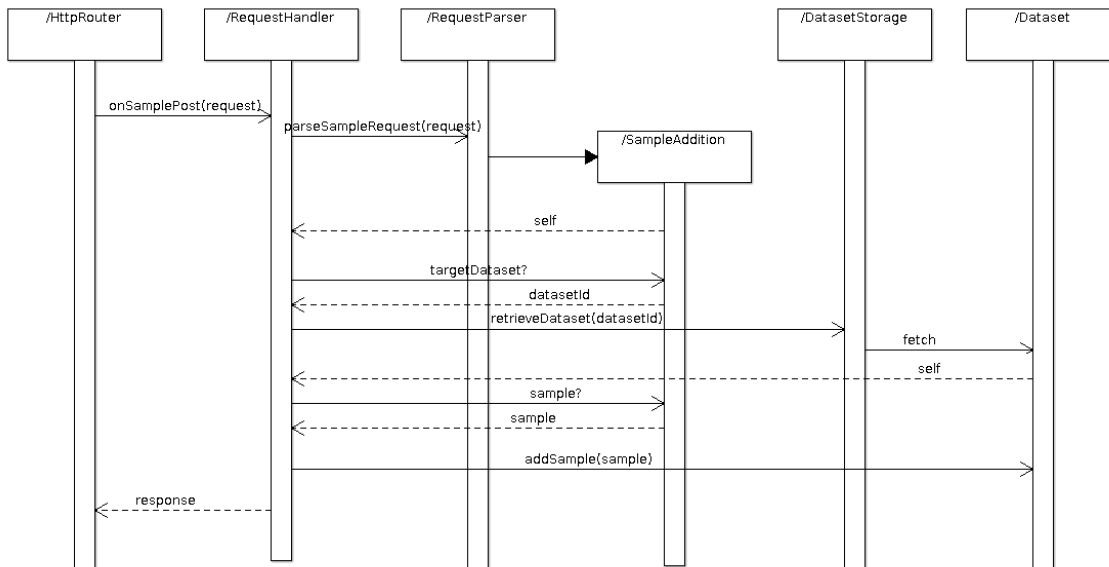 /HttpRouter
/RequestHandler
/RequestParser
/DatasetStorage
/Dataset
onSamplePost(request)
parseSampleRequest(request)
/SampleAddition
self
targetDataset?
datasetId
retrieveDataset(datasetId)
fetch
self
sample?
sample
addSample(sample)
response